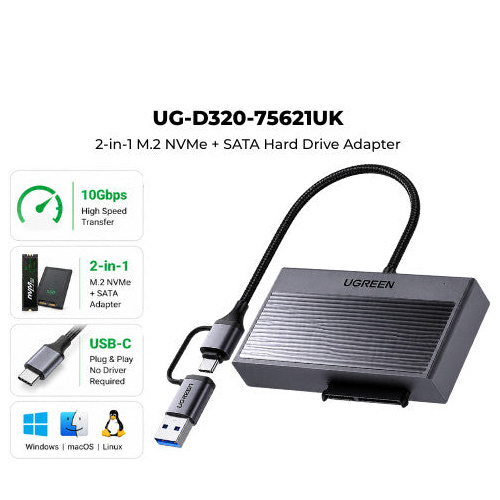 UG-D320-75621UK
2-in-1 M.2 NVMe + SATA Hard Drive Adapter
10Gbps
High Speed
Transfer
2-in-1
M.2 NVMe
+ SATA
Adapter
USB-C
Plug & Play
No Driver
Required
Windows | macOS | Linux
UGREEN
UGREEN